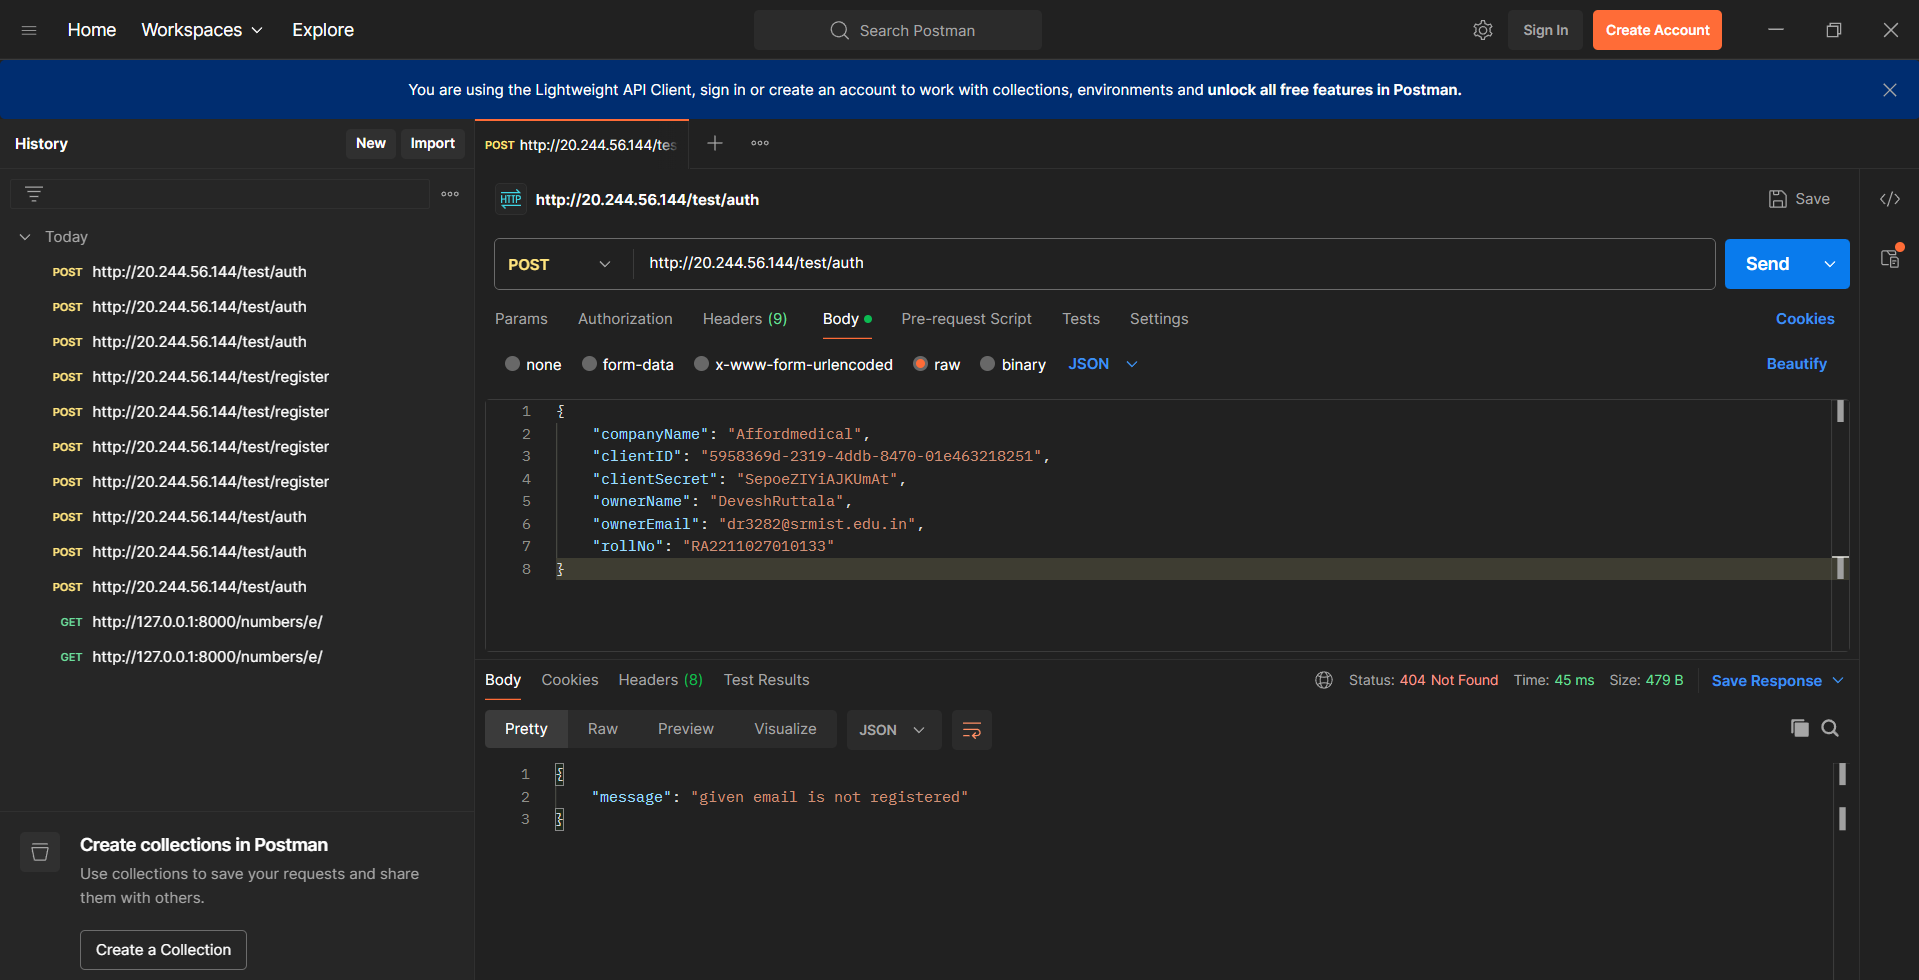 Home Workspaces Explore
Search Postman
Sign In Create Account
You are using the Lightweight API Client, sign in or create an account to work with collections, environments and unlock all free features in Postman.
History New Import
Today
POST http://20.244.56.144/test/auth
POST http://20.244.56.144/test/auth
POST http://20.244.56.144/test/auth
POST http://20.244.56.144/test/register
POST http://20.244.56.144/test/register
POST http://20.244.56.144/test/register
POST http://20.244.56.144/test/register
POST http://20.244.56.144/test/auth
POST http://20.244.56.144/test/auth
POST http://20.244.56.144/test/auth
GET http://127.0.0.1:8000/numbers/e/
GET http://127.0.0.1:8000/numbers/e/
Create collections in Postman
Use collections to save your requests and share
them with others.
Create a Collection
POST http://20.244.56.144/tes
HTTP http://20.244.56.144/test/auth
Save
POST http://20.244.56.144/test/auth
Send
Params Authorization Headers (9) Body Pre-request Script Tests Settings Cookies
none form-data x-www-form-urlencoded raw binary JSON Beautify
1 {
2 "companyName": "Affordmedical",
3 "clientID": "5958369d-2319-4ddb-8470-01e463218251",
4 "clientSecret": "SepoeZIYiAJKUmAt",
5 "ownerName": "DeveshRuttala",
6 "ownerEmail": "dr3282@srmist.edu.in",
7 "rollNo": "RA2211027010133"
8 }
Body Cookies Headers (8) Test Results
Status: 404 Not Found Time: 45 ms Size: 479 B Save Response
Pretty Raw Preview Visualize JSON
1 {
2 "message": "given email is not registered"
3 }